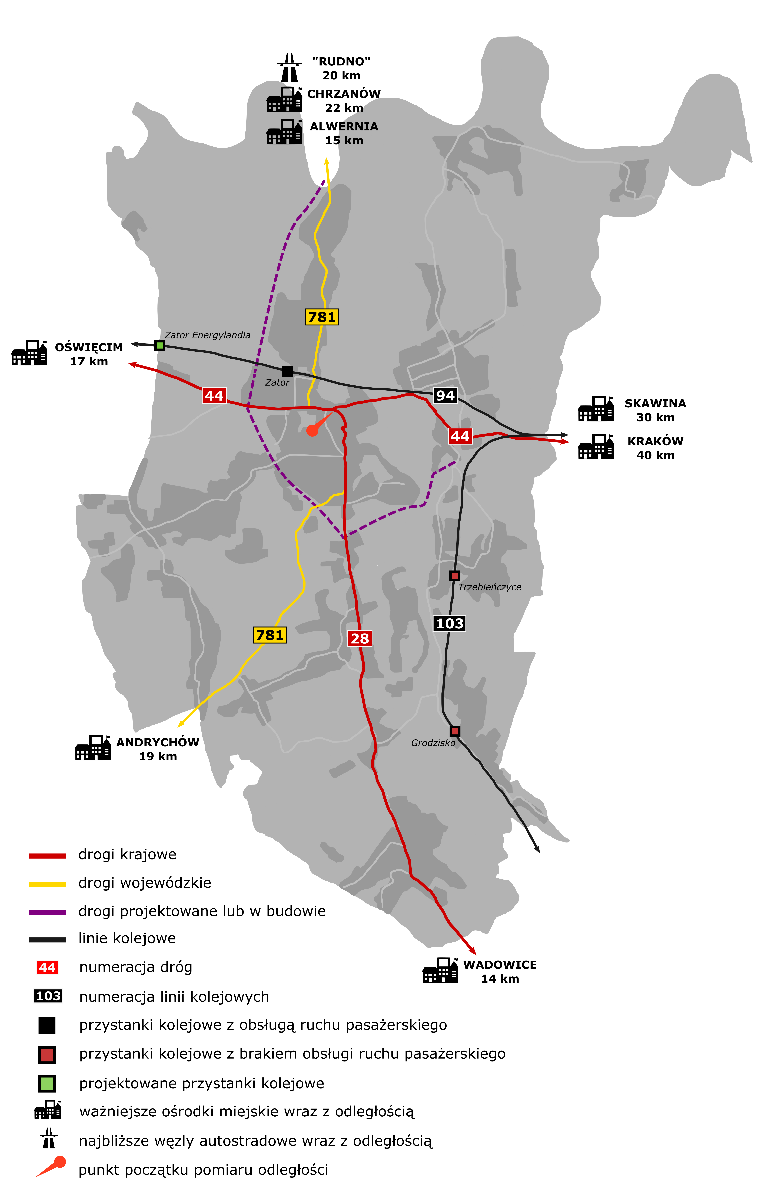 "RUDNO"
20 km
CHRZANÓW
22 km
ALWERNIA
15 km
781
Zator Energylandia
OŚWIĘCIM
17 km
Zator
44
94
SKAWINA
30 km
44
KRAKÓW
40 km
Trzebieńczyce
103
781
28
ANDRYCHÓW
19 km
Grodzisko
drogi krajowe
drogi wojewódzkie
drogi projektowane lub w budowie
linie kolejowe
44 numeracja dróg
WADOWICE
14 km
103 numeracja linii kolejowych
przystanki kolejowe z obsługą ruchu pasażerskiego
przystanki kolejowe z brakiem obsługi ruchu pasażerskiego
projektowane przystanki kolejowe
ważniejsze ośrodki miejskie wraz z odległością
najbliższe węzly autostradowe wraz z odległością
punkt początku pomiaru odległości